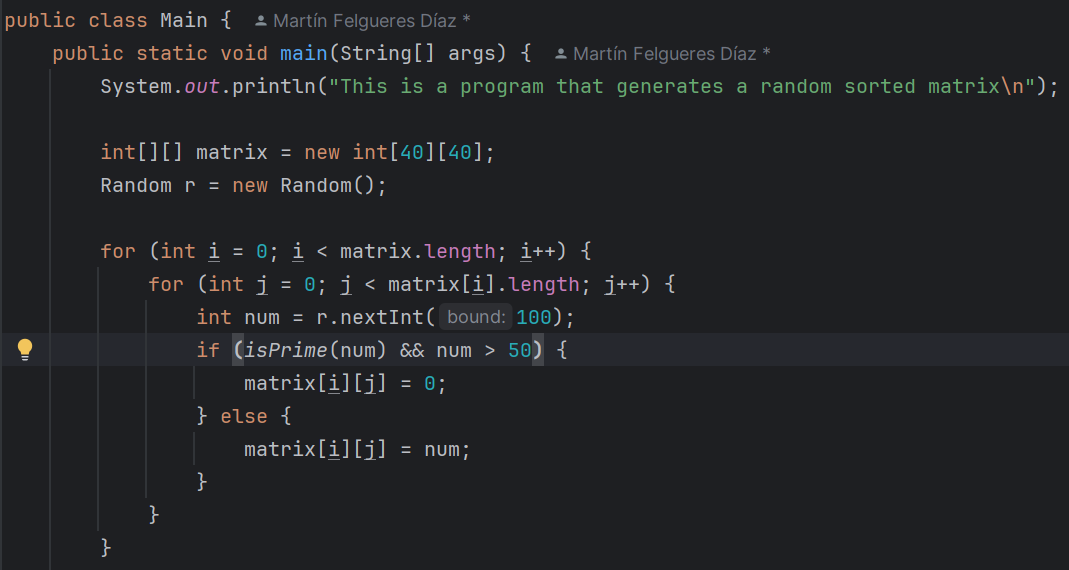 public class Main {  Martín Felgueres Díaz *
    public static void main(String[] args) {  Martín Felgueres Díaz *
        System.out.println("This is a program that generates a random sorted matrix\n");
        int[][] matrix = new int[40][40];
        Random r = new Random();
        for (int i = 0; i < matrix.length; i++) {
            for (int j = 0; j < matrix[i].length; j++) {
                int num = r.nextInt( bound: 100);
                if (isPrime(num) && num > 50) {
                    matrix[i][j] = 0;
                } else {
                    matrix[i][j] = num;
                }
            }
        }